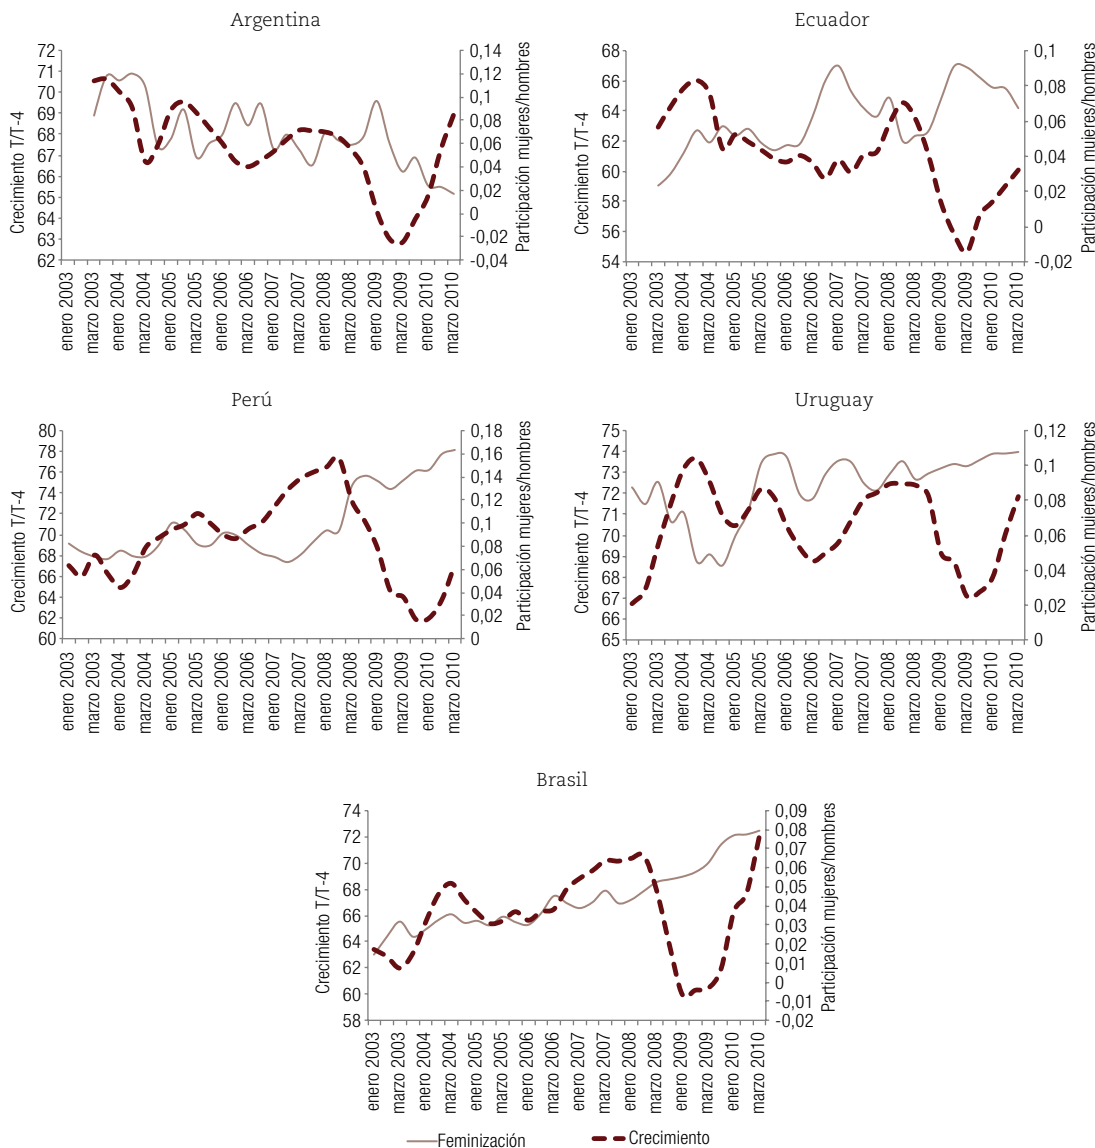 Argentina
Crecimiento T/T-4
72
71
70
69
68
67
66
65
64
63
62
0,14
0,12
0,1
0,08
0,06
0,04
0,02
0
-0,02
-0,04
Participación mujeres/hombres
enero 2003
marzo 2003
enero 2004
marzo 2004
enero 2005
marzo 2005
enero 2006
marzo 2006
enero 2007
marzo 2007
enero 2008
marzo 2008
enero 2009
marzo 2009
enero 2010
marzo 2010
Ecuador
Crecimiento T/T-4
68
66
64
62
60
58
56
54
0,1
0,08
0,06
0,04
0,02
0
-0,02
Participación mujeres/hombres
enero 2003
marzo 2003
enero 2004
marzo 2004
enero 2005
marzo 2005
enero 2006
marzo 2006
enero 2007
marzo 2007
enero 2008
marzo 2008
enero 2009
marzo 2009
enero 2010
marzo 2010
Perú
Crecimiento T/T-4
80
78
76
74
72
70
68
66
64
62
60
0,18
0,16
0,14
0,12
0,1
0,08
0,06
0,04
0,02
0
Participación mujeres/hombres
enero 2003
marzo 2003
enero 2004
marzo 2004
enero 2005
marzo 2005
enero 2006
marzo 2006
enero 2007
marzo 2007
enero 2008
marzo 2008
enero 2009
marzo 2009
enero 2010
marzo 2010
Uruguay
Crecimiento T/T-4
75
74
73
72
71
70
69
68
67
66
65
0,12
0,1
0,08
0,06
0,04
0,02
0
Participación mujeres/hombres
enero 2003
marzo 2003
enero 2004
marzo 2004
enero 2005
marzo 2005
enero 2006
marzo 2006
enero 2007
marzo 2007
enero 2008
marzo 2008
enero 2009
marzo 2009
enero 2010
marzo 2010
Brasil
Crecimiento T/T-4
74
72
70
68
66
64
62
60
58
0,09
0,08
0,07
0,06
0,05
0,04
0,03
0,02
0,01
0
-0,01
-0,02
Participación mujeres/hombres
enero 2003
marzo 2003
enero 2004
marzo 2004
enero 2005
marzo 2005
enero 2006
marzo 2006
enero 2007
marzo 2007
enero 2008
marzo 2008
enero 2009
marzo 2009
enero 2010
marzo 2010
Feminización
Crecimiento